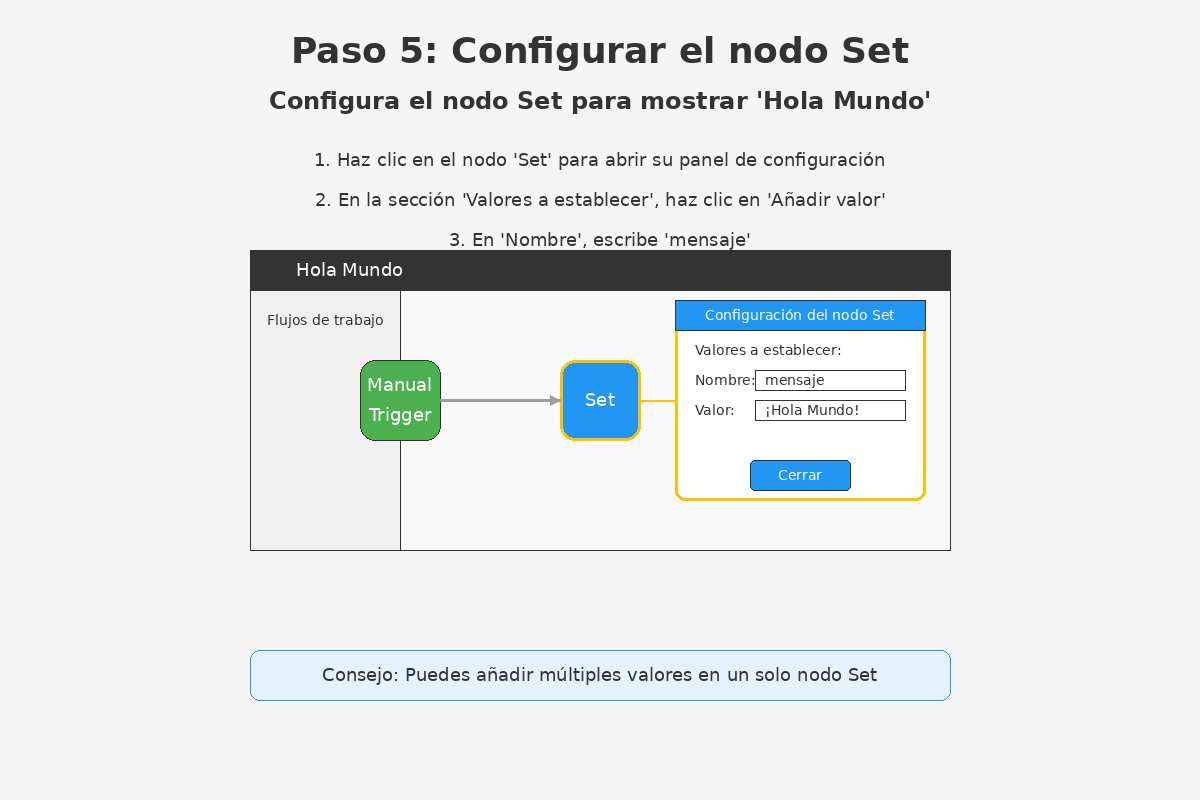 Paso 5: Configurar el nodo Set
Configura el nodo Set para mostrar 'Hola Mundo'
1. Haz clic en el nodo 'Set' para abrir su panel de configuración
2. En la sección 'Valores a establecer', haz clic en 'Añadir valor'
3. En 'Nombre', escribe 'mensaje'
Hola Mundo
Flujos de trabajo
Manual
Trigger
Set
Configuración del nodo Set
Valores a establecer:
Nombre: mensaje
Valor: ¡Hola Mundo!
Cerrar
Consejo: Puedes añadir múltiples valores en un solo nodo Set